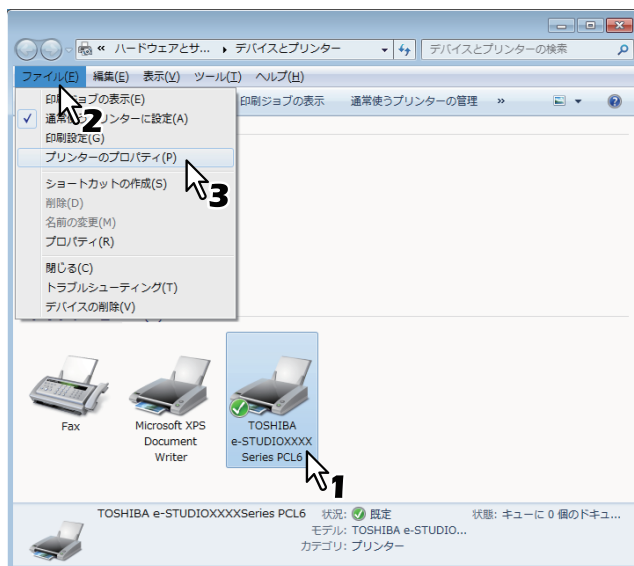 « ハードウェアとサ... ▸ デバイスとプリンター デバイスとプリンターの検索
ファイル(F) 編集(E) 表示(V) ツール(T) ヘルプ(H)
印刷ジョブの表示 通常使うプリンターの管理 »
印刷ジョブの表示(E)
通常使うプリンターに設定(A)
2
印刷設定(G)
プリンターのプロパティ(P)
3
ショートカットの作成(S)
削除(D)
名前の変更(M)
プロパティ(R)
閉じる(C)
トラブルシューティング(T)
デバイスの削除(V)
Fax
Microsoft XPS
Document
Writer
TOSHIBA
e-STUDIOXXXX
Series PCL6
1
TOSHIBA e-STUDIOXXXXSeries PCL6 状況: 既定 状態: キューに 0 個のドキュ...
モデル: TOSHIBA e-STUDIO...
カテゴリ: プリンター